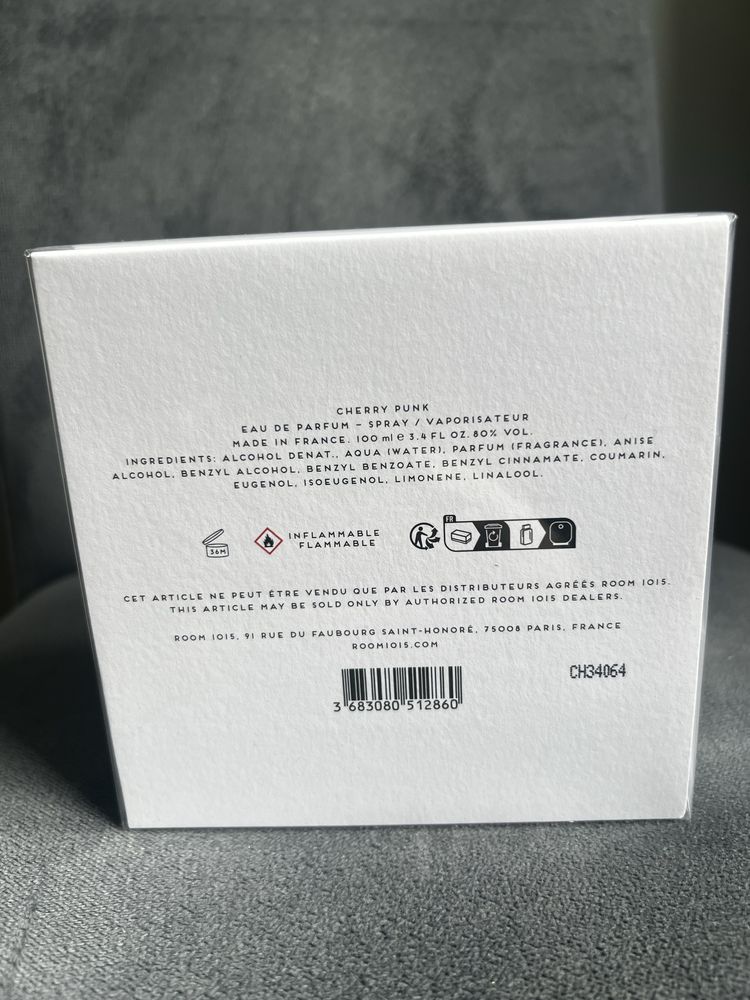 CHERRY PUNK
EAU DE PARFUM – SPRAY / VAPORISATEUR
MADE IN FRANCE. 100 ml ℮ 3.4 FL OZ. 80% VOL.
INGREDIENTS: ALCOHOL DENAT., AQUA (WATER), PARFUM (FRAGRANCE), ANISE
ALCOHOL, BENZYL ALCOHOL, BENZYL BENZOATE, BENZYL CINNAMATE, COUMARIN,
EUGENOL, ISOEUGENOL, LIMONENE, LINALOOL.
36M
INFLAMMABLE
FLAMMABLE
FR
CET ARTICLE NE PEUT ÊTRE VENDU QUE PAR LES DISTRIBUTEURS AGRÉÉS ROOM 1015.
THIS ARTICLE MAY BE SOLD ONLY BY AUTHORIZED ROOM 1015 DEALERS.
ROOM 1015, 91 RUE DU FAUBOURG SAINT-HONORÉ, 75008 PARIS, FRANCE
ROOM1015.COM
CH34064
3 683080 512860